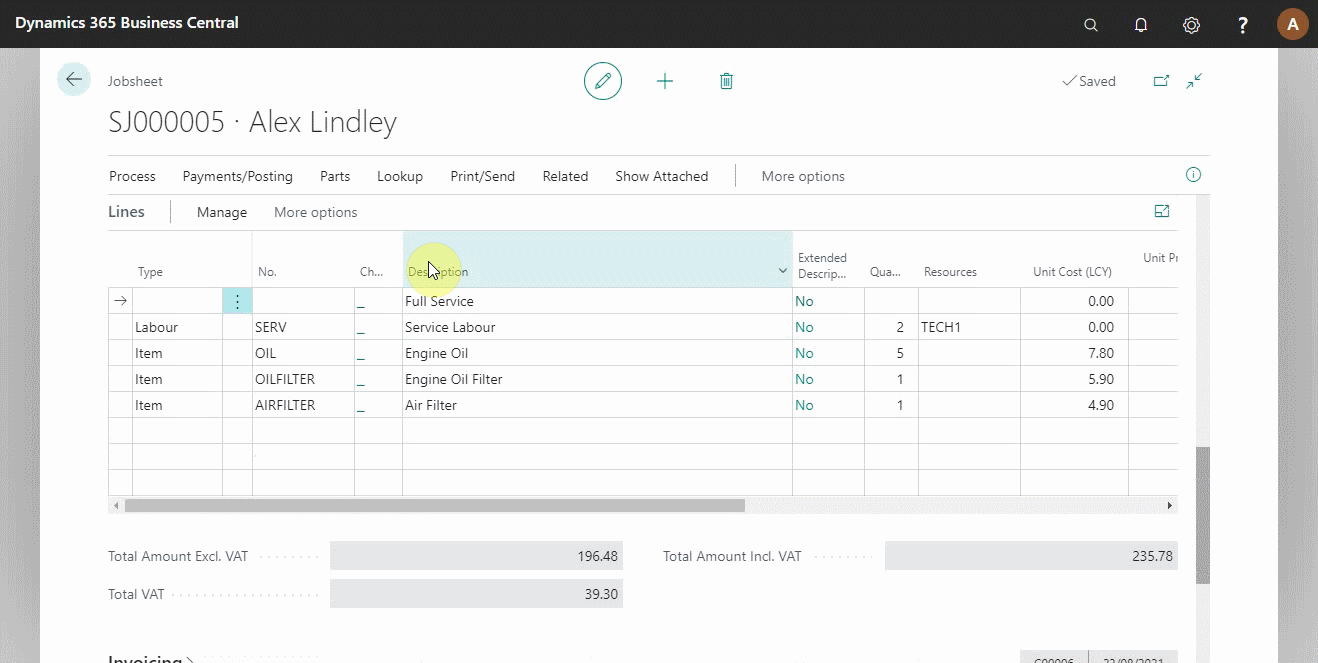 Dynamics 365 Business Central
?
A
Jobsheet
Saved
SJ000005 · Alex Lindley
Process Payments/Posting Parts Lookup Print/Send Related Show Attached More options
Lines Manage More options
Type No. Ch... Description Extended Descrip... Qua... Resources Unit Cost (LCY) Unit Pr
Full Service No 0.00
Labour SERV _ Service Labour No 2 TECH1 0.00
Item OIL _ Engine Oil No 5 7.80
Item OILFILTER _ Engine Oil Filter No 1 5.90
Item AIRFILTER _ Air Filter No 1 4.90
Total Amount Excl. VAT 196.48 Total Amount Incl. VAT 235.78
Total VAT 39.30
Invoicing C00006 23/08/2021